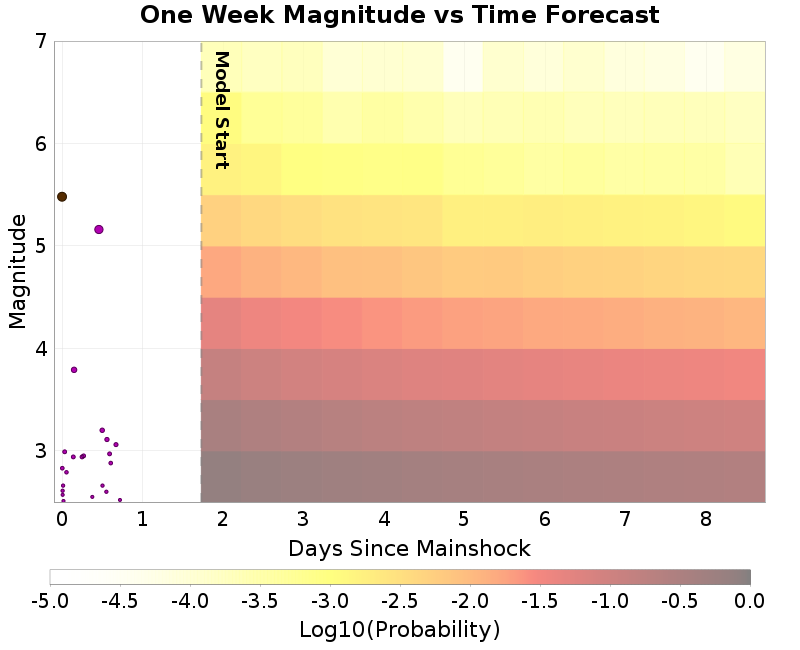 One Week Magnitude vs Time Forecast
7
6
5
4
3
Magnitude
Model Start
0 1 2 3 4 5 6 7 8
Days Since Mainshock
-5.0 -4.5 -4.0 -3.5 -3.0 -2.5 -2.0 -1.5 -1.0 -0.5 0.0
Log10(Probability)